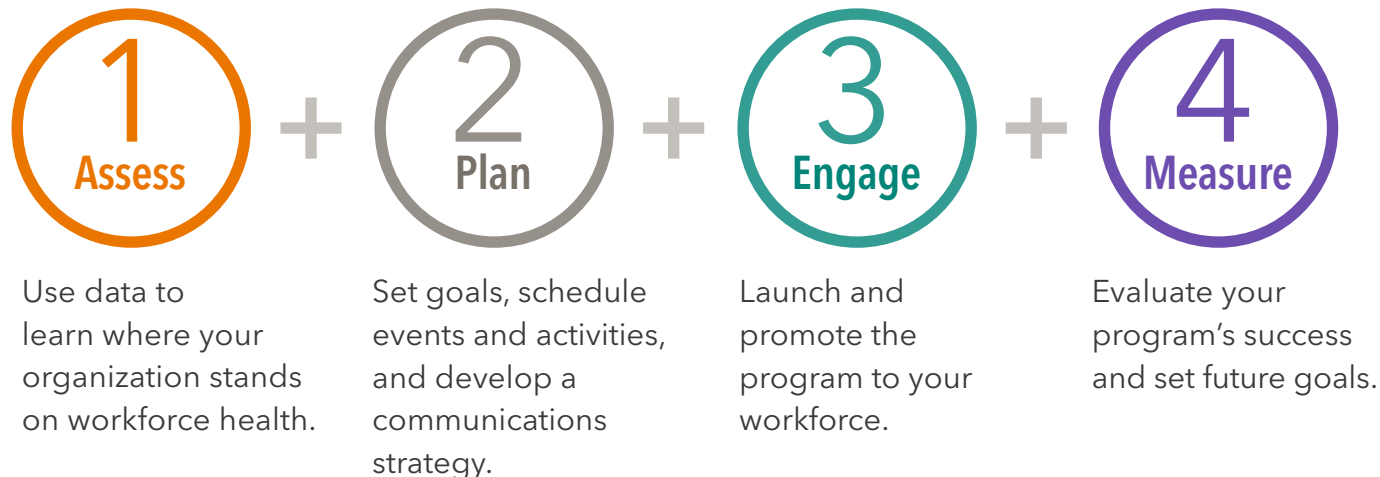 1
Assess
+
2
Plan
+
3
Engage
+
4
Measure
Use data to
learn where your
organization stands
on workforce health.
Set goals, schedule
events and activities,
and develop a
communications
strategy.
Launch and
promote the
program to your
workforce.
Evaluate your
program’s success
and set future goals.